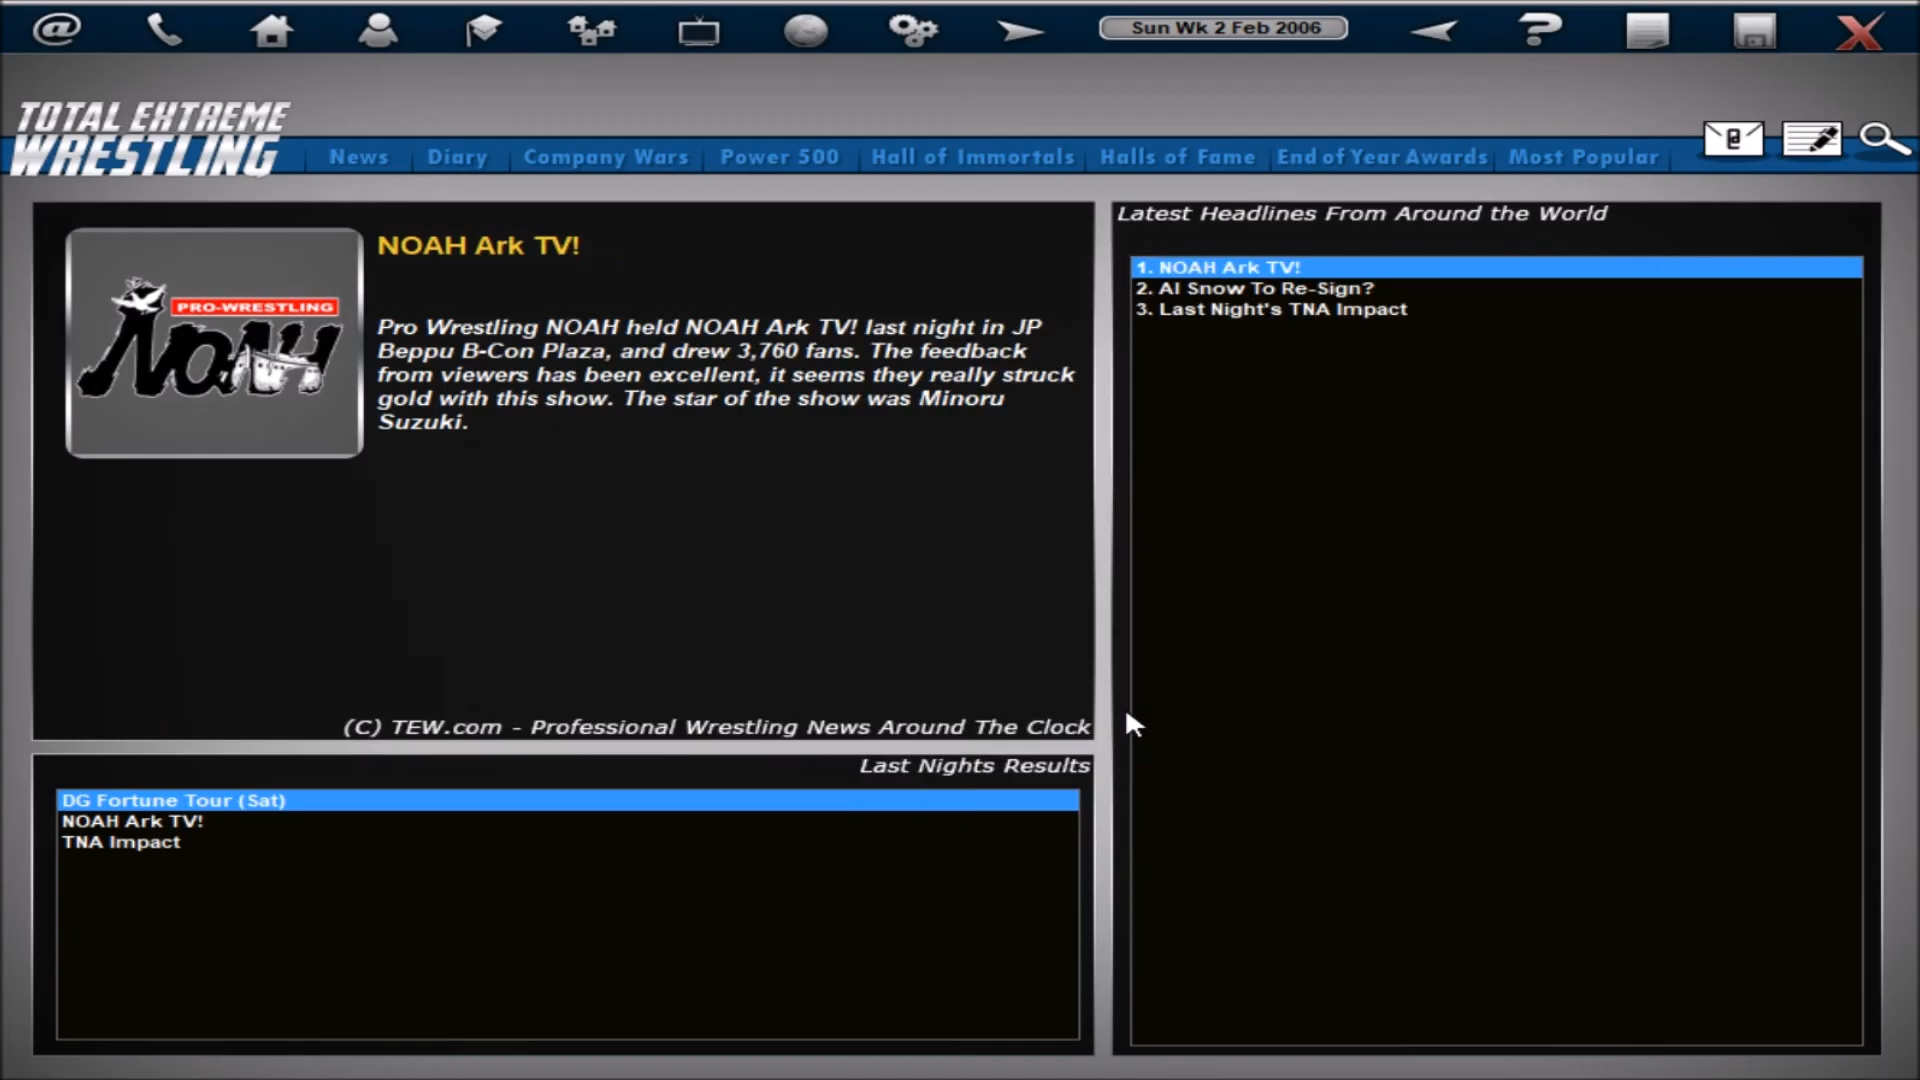 Sun Wk 2 Feb 2006
TOTAL EXTREME
WRESTLING
News
Diary
Company Wars
Power 500
Hall of Immortals
Halls of Fame
End of Year Awards
Most Popular
PRO-WRESTLING
NOAH
NOAH Ark TV!
Pro Wrestling NOAH held NOAH Ark TV! last night in JP
Beppu B-Con Plaza, and drew 3,760 fans. The feedback
from viewers has been excellent, it seems they really struck
gold with this show. The star of the show was Minoru
Suzuki.
(C) TEW.com - Professional Wrestling News Around The Clock
Latest Headlines From Around the World
1. NOAH Ark TV!
2. Al Snow To Re-Sign?
3. Last Night's TNA Impact
Last Nights Results
DG Fortune Tour (Sat)
NOAH Ark TV!
TNA Impact